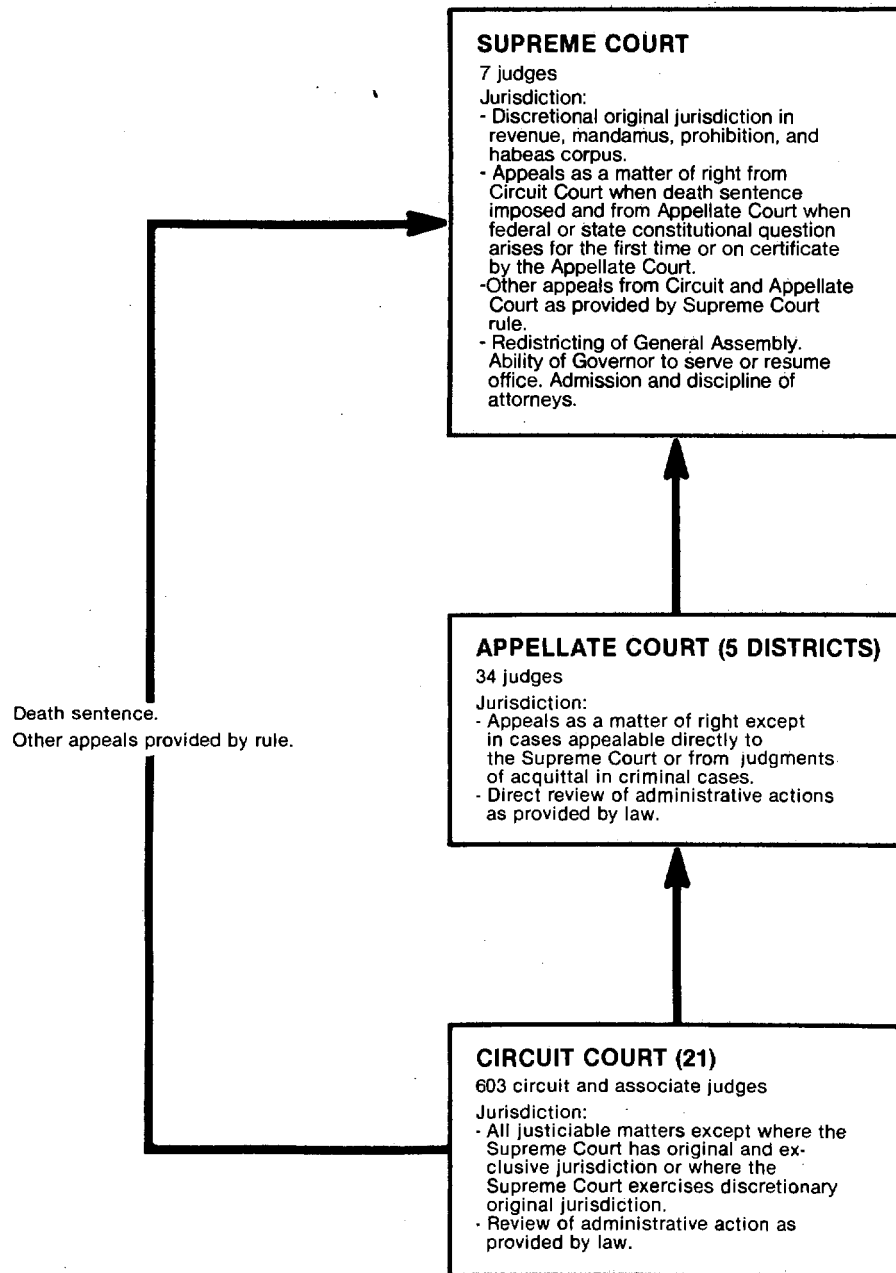 SUPREME COURT
7 judges
Jurisdiction:
- Discretional original jurisdiction in
revenue, mandamus, prohibition, and
habeas corpus.
- Appeals as a matter of right from
Circuit Court when death sentence
imposed and from Appellate Court when
federal or state constitutional question
arises for the first time or on certificate
by the Appellate Court.
-Other appeals from Circuit and Appellate
Court as provided by Supreme Court
rule.
- Redistricting of General Assembly.
Ability of Governor to serve or resume
office. Admission and discipline of
attorneys.
APPELLATE COURT (5 DISTRICTS)
34 judges
Jurisdiction:
- Appeals as a matter of right except
in cases appealable directly to
the Supreme Court or from judgments
of acquittal in criminal cases.
- Direct review of administrative actions
as provided by law.
Death sentence.
Other appeals provided by rule.
CIRCUIT COURT (21)
603 circuit and associate judges
Jurisdiction:
- All justiciable matters except where the
Supreme Court has original and ex-
clusive jurisdiction or where the
Supreme Court exercises discretionary
original jurisdiction.
- Review of administrative action as
provided by law.